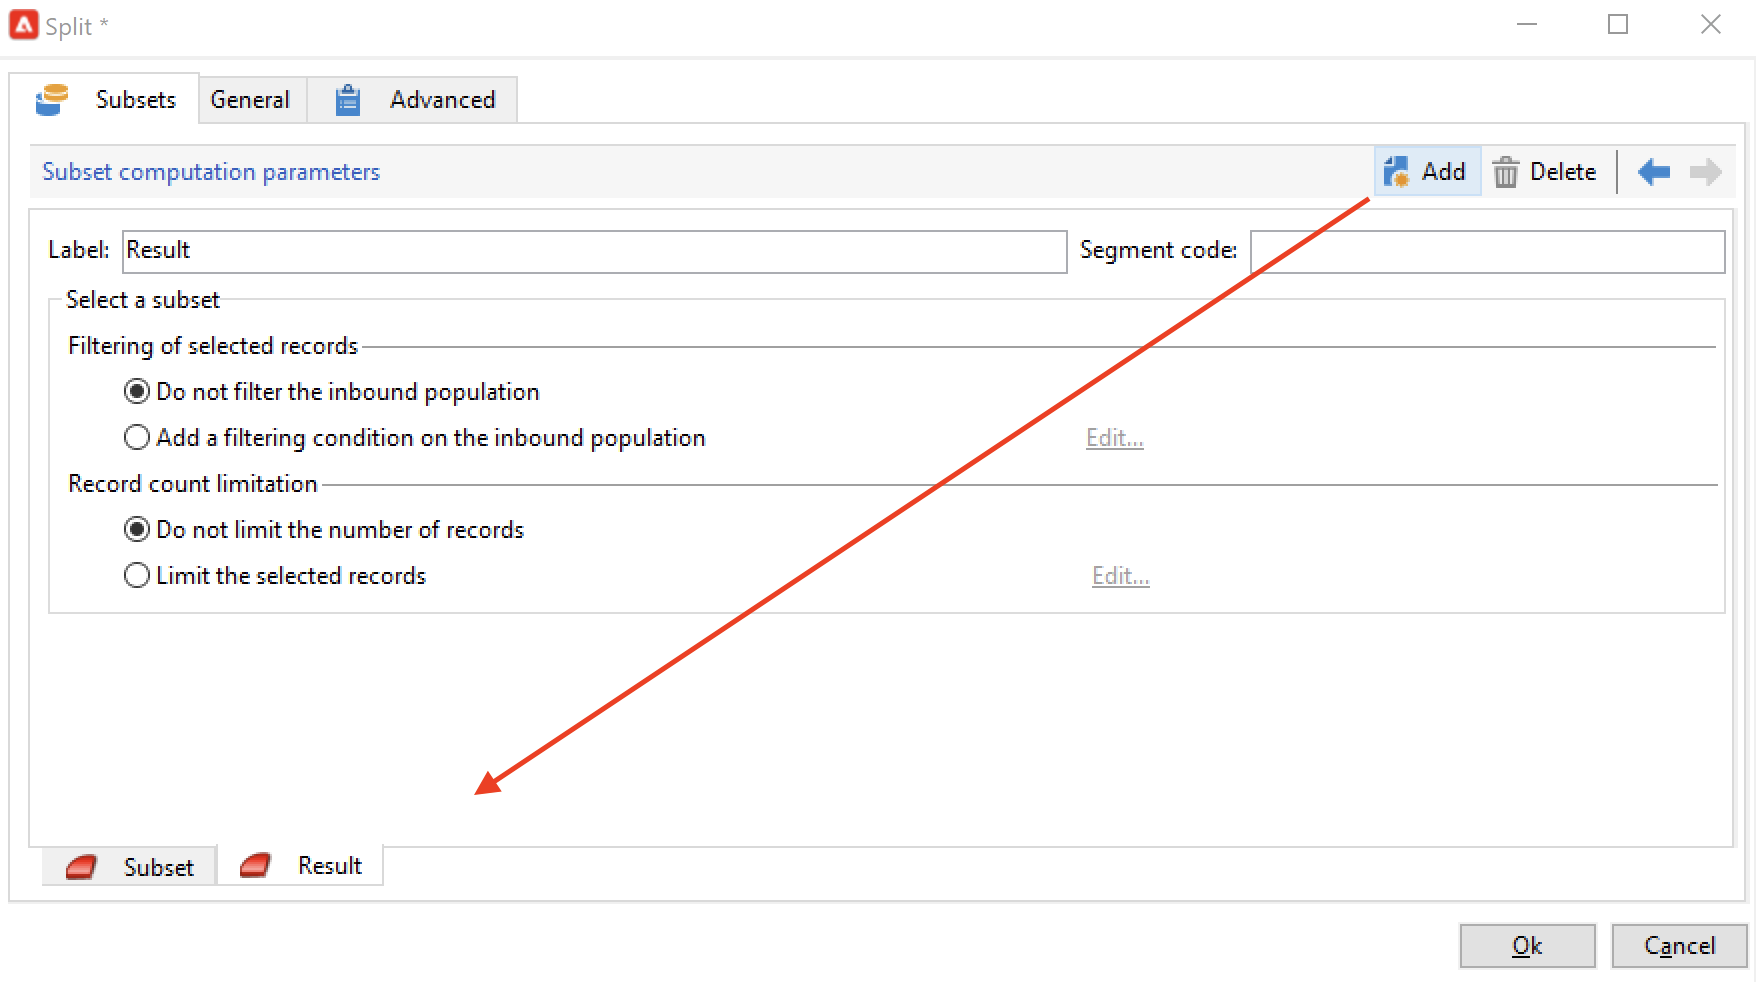 Split *
Subsets General Advanced
Subset computation parameters Add Delete
Label: Result Segment code:
Select a subset
Filtering of selected records
Do not filter the inbound population
Add a filtering condition on the inbound population Edit...
Record count limitation
Do not limit the number of records
Limit the selected records Edit...
Subset Result
Ok Cancel